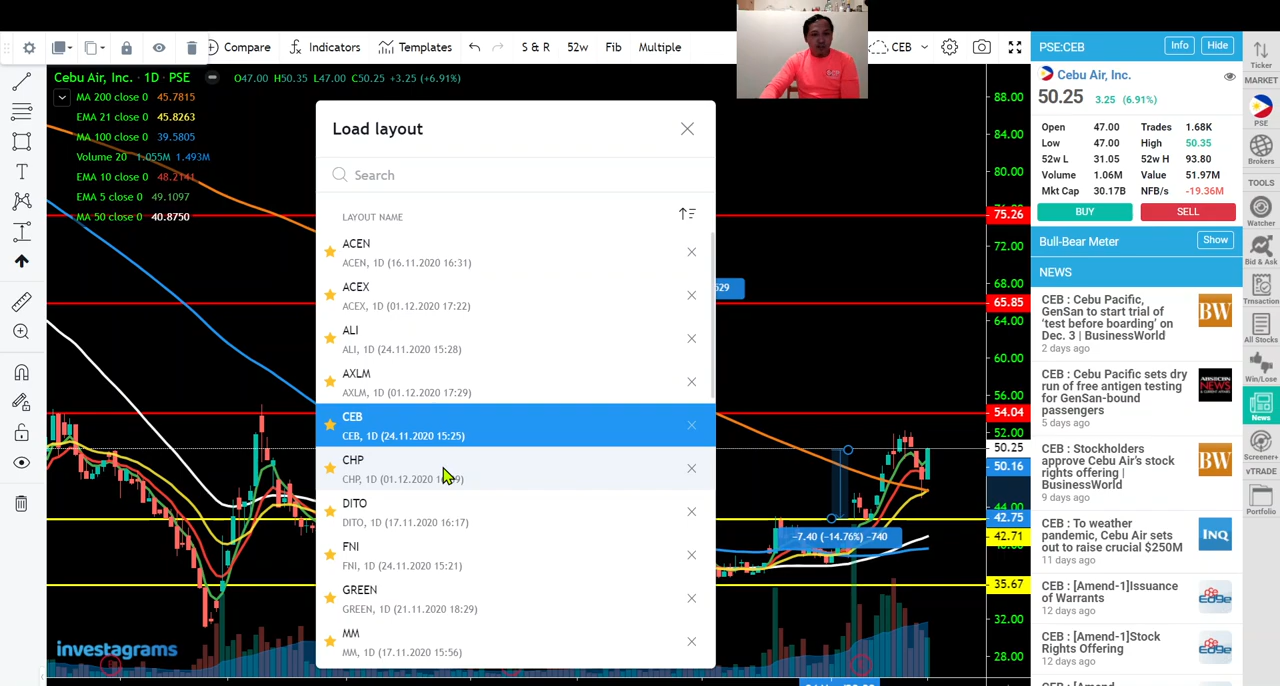 Compare
Indicators
Templates
S & R
52w
Fib
Multiple
CEB
Cebu Air, Inc. · 1D · PSE
O47.00 H50.35 L47.00 C50.25 +3.25 (+6.91%)
MA 200 close 0 45.7815
EMA 21 close 0 45.8263
MA 100 close 0 39.5805
Volume 20 1.055M 1.493M
EMA 10 close 0 48.2141
EMA 5 close 0 49.1097
MA 50 close 0 40.8750
Load layout
Search
LAYOUT NAME
ACEN
ACEN, 1D (16.11.2020 16:31)
ACEX
ACEX, 1D (01.12.2020 17:22)
ALI
ALI, 1D (24.11.2020 15:28)
AXLM
AXLM, 1D (01.12.2020 17:29)
CEB
CEB, 1D (24.11.2020 15:25)
CHP
DITO
DITO, 1D (17.11.2020 16:17)
FNI
FNI, 1D (24.11.2020 15:21)
GREEN
GREEN, 1D (21.11.2020 18:29)
MM
MM, 1D (17.11.2020 15:56)
−7.40 (−14.76%) −740
investagrams
88.00
84.00
80.00
75.26
72.00
68.00
65.85
64.00
60.00
56.00
54.04
52.00
50.25
50.16
44.00
42.75
42.71
35.67
32.00
28.00
PSE:CEB
Info
Hide
Cebu Air, Inc.
50.25 3.25 (6.91%)
Open 47.00 Trades 1.68K
Low 47.00 High 50.35
52w L 31.05 52w H 93.80
Volume 1.06M Value 51.97M
Mkt Cap 30.17B NFB/s -19.36M
BUY
SELL
Bull-Bear Meter
Show
NEWS
CEB : Cebu Pacific,
GenSan to start trial of
'test before boarding' on
Dec. 3 | BusinessWorld
2 days ago
BW
CEB : Cebu Pacific sets dry
run of free antigen testing
for GenSan-bound
passengers
5 days ago
CEB : Stockholders
approve Cebu Air's stock
rights offering |
BusinessWorld
9 days ago
BW
CEB : To weather
pandemic, Cebu Air sets
out to raise crucial $250M
11 days ago
INQ
CEB : [Amend-1]Issuance
of Warrants
12 days ago
EDGE
CEB : [Amend-1]Stock
Rights Offering
12 days ago
EDGE
Ticker
MARKET
PSE
Brokers
TOOLS
Watcher
Bid & Ask
Trnsaction
All Stocks
Win/Lose
News
Screener+
vTRADE
Portfolio